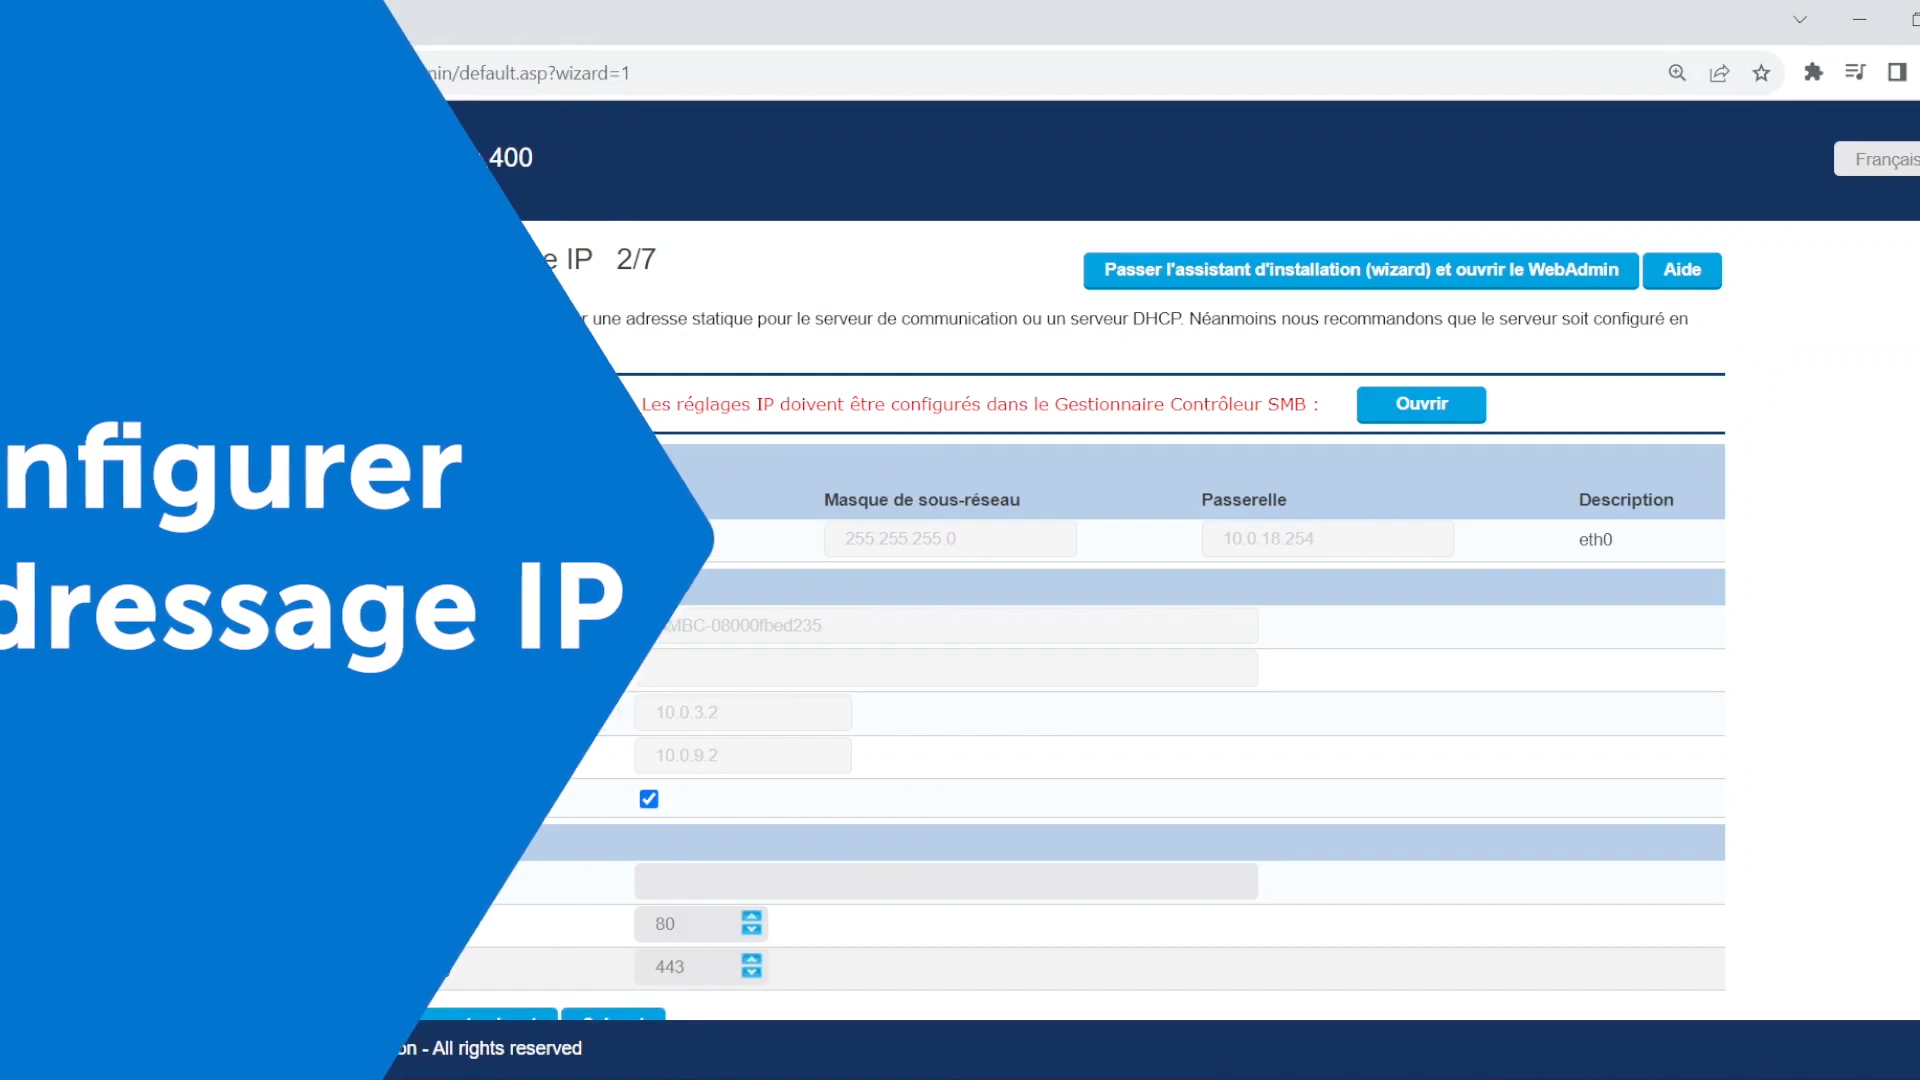 min/default.asp?wizard=1
400
Français
e IP 2/7
Passer l'assistant d'installation (wizard) et ouvrir le WebAdmin
Aide
r une adresse statique pour le serveur de communication ou un serveur DHCP. Néanmoins nous recommandons que le serveur soit configuré en
Les réglages IP doivent être configurés dans le Gestionnaire Contrôleur SMB :
Ouvrir
nfigurer
dressage IP
Masque de sous-réseau
Passerelle
Description
255.255.255.0
10.0.18.254
eth0
SMBC-08000fbed235
10.0.3.2
10.0.9.2
80
443
on - All rights reserved